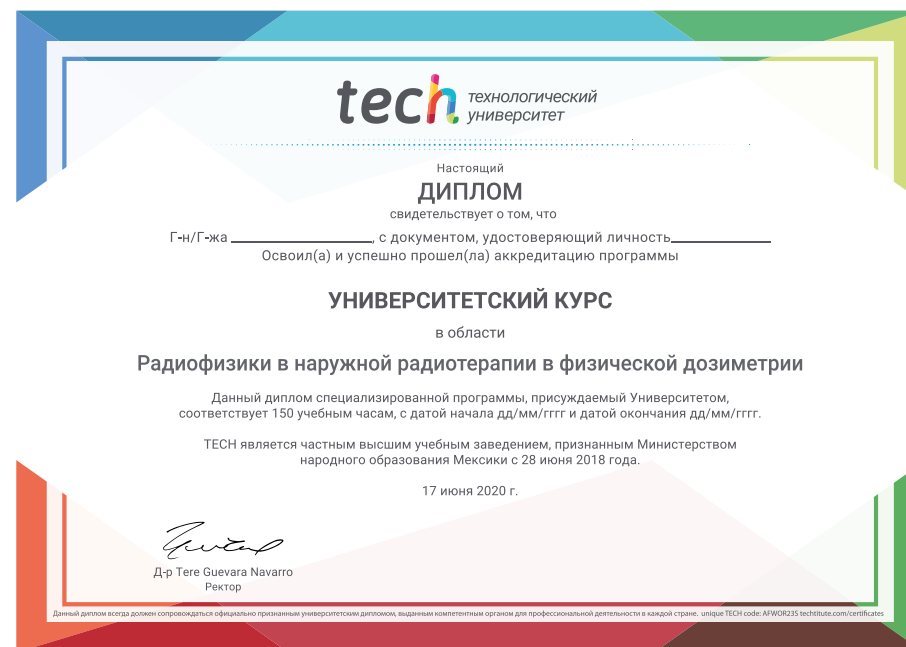 tech технологический
университет
Настоящий
ДИПЛОМ
свидетельствует о том, что
Г-н/Г-жа ____________________, с документом, удостоверяющий личность______________
Освоил(а) и успешно прошел(ла) аккредитацию программы
УНИВЕРСИТЕТСКИЙ КУРС
в области
Радиофизики в наружной радиотерапии в физической дозиметрии
Данный диплом специализированной программы, присуждаемый Университетом,
соответствует 150 учебным часам, с датой начала дд/мм/гггг и датой окончания дд/мм/гггг.
TECH является частным высшим учебным заведением, признанным Министерством
народного образования Мексики с 28 июня 2018 года.
17 июня 2020 г.
Д-р Tere Guevara Navarro
Ректор
Данный диплом всегда должен сопровождаться официально признанным университетским дипломом, выданным компетентным органом для профессиональной деятельности в каждой стране. unique TECH code: AFWOR23S techtitute.com/certificates